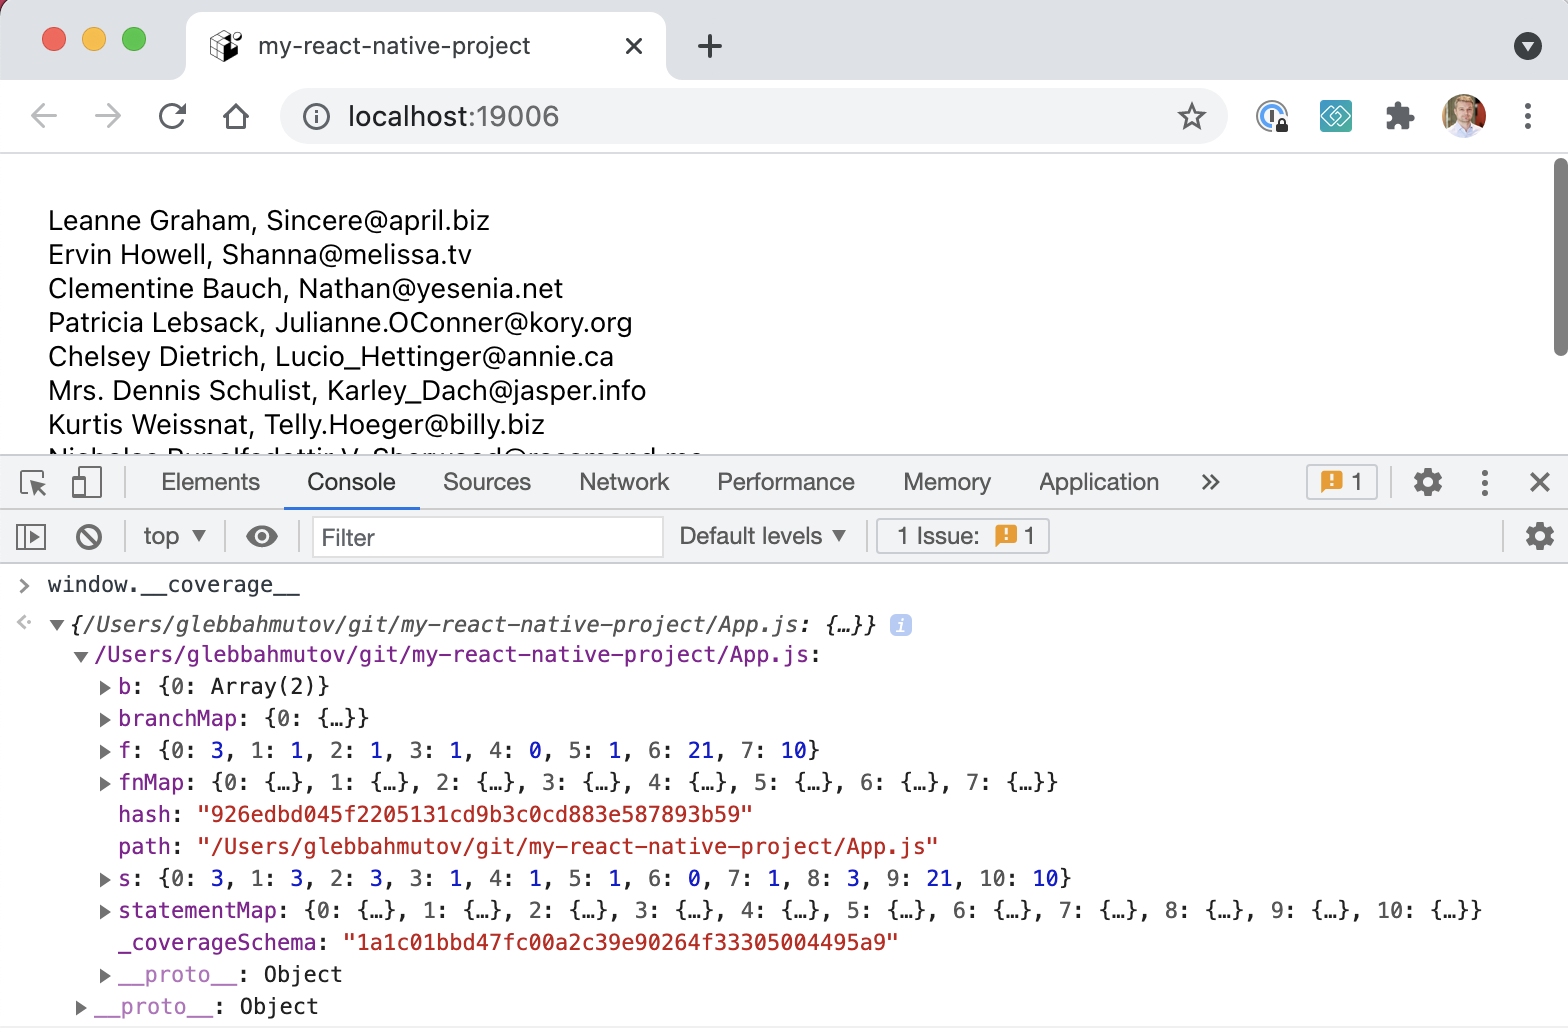 my-react-native-project
localhost:19006
Leanne Graham, Sincere@april.biz
Ervin Howell, Shanna@melissa.tv
Clementine Bauch, Nathan@yesenia.net
Patricia Lebsack, Julianne.OConner@kory.org
Chelsey Dietrich, Lucio_Hettinger@annie.ca
Mrs. Dennis Schulist, Karley_Dach@jasper.info
Kurtis Weissnat, Telly.Hoeger@billy.biz
Nicholas Runolfsdottir V, Sherwood@rosamond.me
Elements Console Sources Network Performance Memory Application » 1
top ▼ Filter Default levels ▼ 1 Issue: 1
> window.__coverage__
▼{/Users/glebbahmutov/git/my-react-native-project/App.js: {…}} i
▼/Users/glebbahmutov/git/my-react-native-project/App.js:
▶b: {0: Array(2)}
▶branchMap: {0: {…}}
▶f: {0: 3, 1: 1, 2: 1, 3: 1, 4: 0, 5: 1, 6: 21, 7: 10}
▶fnMap: {0: {…}, 1: {…}, 2: {…}, 3: {…}, 4: {…}, 5: {…}, 6: {…}, 7: {…}}
hash: "926edbd045f2205131cd9b3c0cd883e587893b59"
path: "/Users/glebbahmutov/git/my-react-native-project/App.js"
▶s: {0: 3, 1: 3, 2: 3, 3: 1, 4: 1, 5: 1, 6: 0, 7: 1, 8: 3, 9: 21, 10: 10}
▶statementMap: {0: {…}, 1: {…}, 2: {…}, 3: {…}, 4: {…}, 5: {…}, 6: {…}, 7: {…}, 8: {…}, 9: {…}, 10: {…}}
_coverageSchema: "1a1c01bbd47fc00a2c39e90264f33305004495a9"
▶__proto__: Object
▶__proto__: Object